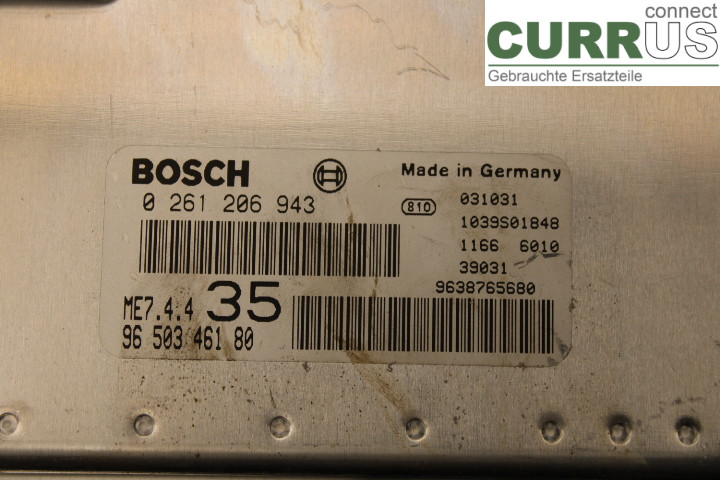 connect
CURRUS
Gebrauchte Ersatzteile
BOSCH
Made in Germany
0 261 206 943
810
031031
1039S01848
1166 6010
39031
9638765680
ME7.4.4 35
96 503 461 80